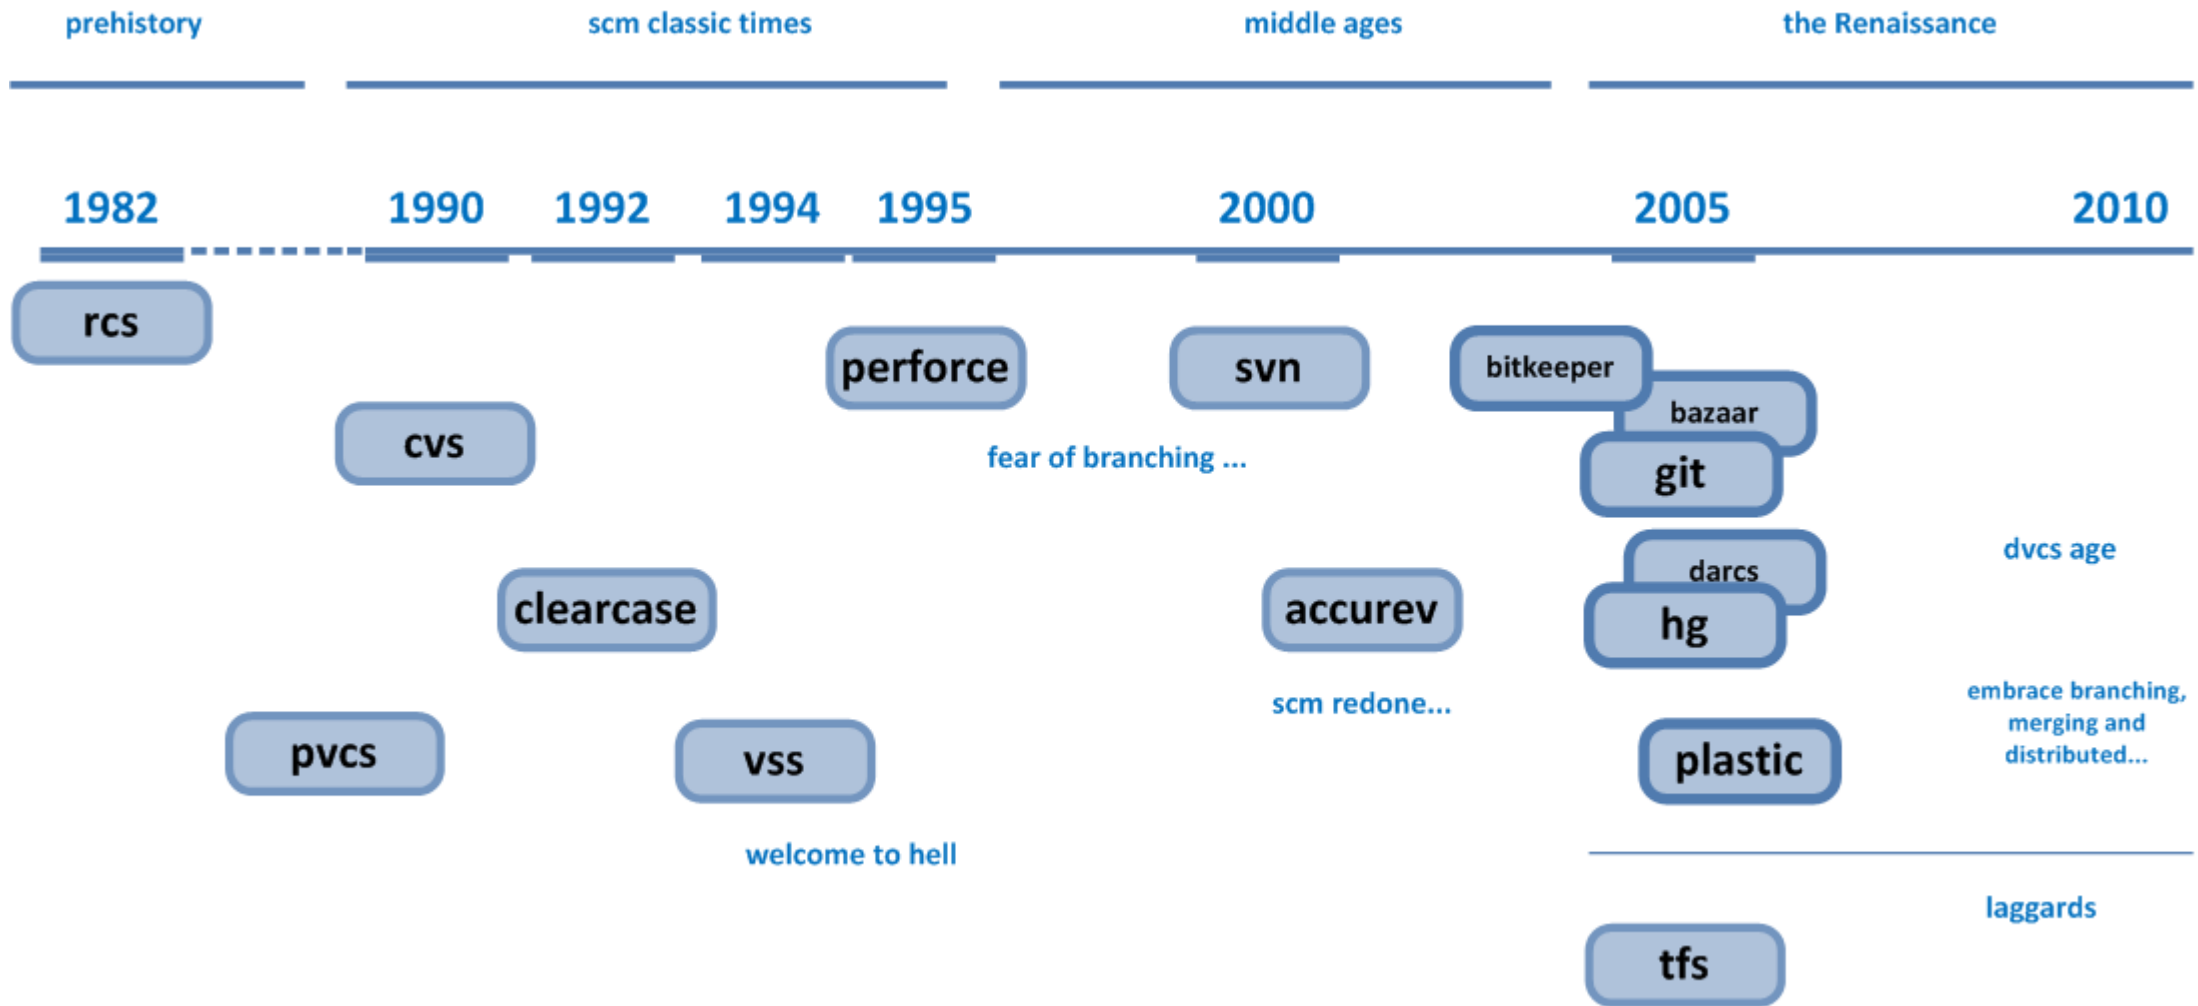 prehistory
scm classic times
middle ages
the Renaissance
1982
1990
1992
1994
1995
2000
2005
2010
rcs
perforce
svn
bitkeeper
bazaar
cvs
fear of branching ...
git
dvcs age
darcs
clearcase
accurev
hg
scm redone...
embrace branching,
merging and
distributed...
pvcs
vss
plastic
welcome to hell
laggards
tfs